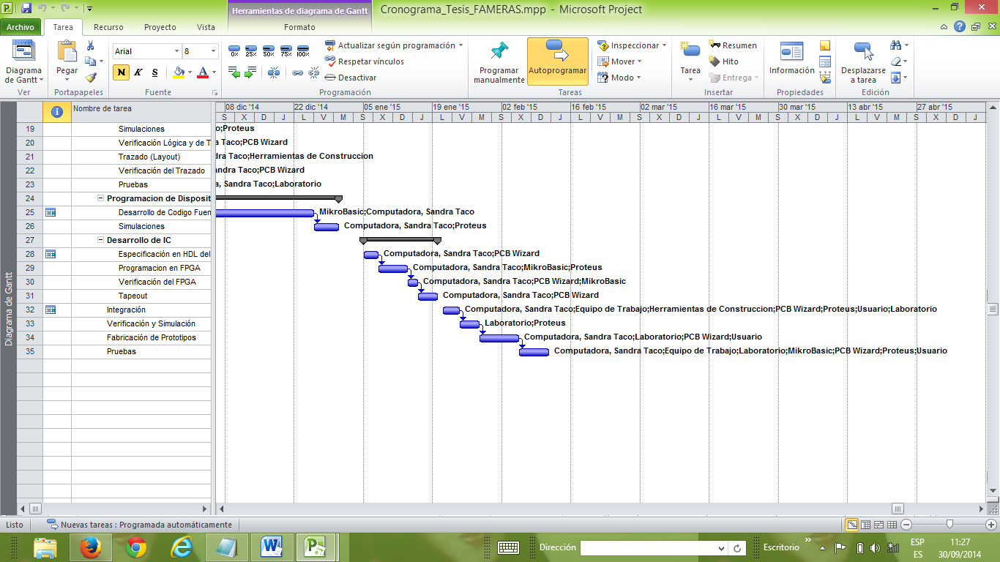 Herramientas de diagrama de Gantt
Cronograma_Tesis_FAMERAS.mpp - Microsoft Project
Archivo Tarea Recurso Proyecto Vista Formato
Diagrama de Gantt
Pegar
Arial 8
N K S A
0% 25% 50% 75% 100%
Actualizar según programación
Respetar vínculos
Desactivar
Programar manualmente
Autoprogramar
Inspeccionar
Mover
Modo
Tarea
Resumen
Hito
Entrega
Información
Desplazarse a tarea
Ver Portapapeles Fuente Programación Tareas Insertar Propiedades Edición
Nombre de tarea
08 dic '14 22 dic '14 05 ene '15 19 ene '15 02 feb '15 16 feb '15 02 mar '15 16 mar '15 30 mar '15 13 abr '15 27 abr '15
S X D J L V M S X D J L V M S X D J L V M S X D J L V M S X D J L V M S X D J
19 Simulaciones o;Proteus
20 Verificación Lógica y de T a Taco;PCB Wizard
21 Trazado (Layout) dra Taco;Herramientas de Construccion
22 Verificación del Trazado andra Taco;PCB Wizard
23 Pruebas a, Sandra Taco;Laboratorio
24 Programacion de Disposit
25 Desarrollo de Codigo Fuen MikroBasic;Computadora, Sandra Taco
26 Simulaciones Computadora, Sandra Taco;Proteus
27 Desarrollo de IC
28 Especificación en HDL del Computadora, Sandra Taco;PCB Wizard
29 Programacion en FPGA Computadora, Sandra Taco;MikroBasic;Proteus
30 Verificación del FPGA Computadora, Sandra Taco;PCB Wizard;MikroBasic
31 Tapeout Computadora, Sandra Taco;PCB Wizard
32 Integración Computadora, Sandra Taco;Equipo de Trabajo;Herramientas de Construccion;PCB Wizard;Proteus;Usuario;Laboratorio
33 Verificación y Simulación Laboratorio;Proteus
34 Fabricación de Prototipos Computadora, Sandra Taco;Laboratorio;PCB Wizard;Usuario
35 Pruebas Computadora, Sandra Taco;Equipo de Trabajo;Laboratorio;MikroBasic;PCB Wizard;Proteus;Usuario
Diagrama de Gantt
Listo Nuevas tareas : Programada automáticamente
Dirección
Escritorio
ESP
ES
11:27
30/09/2014